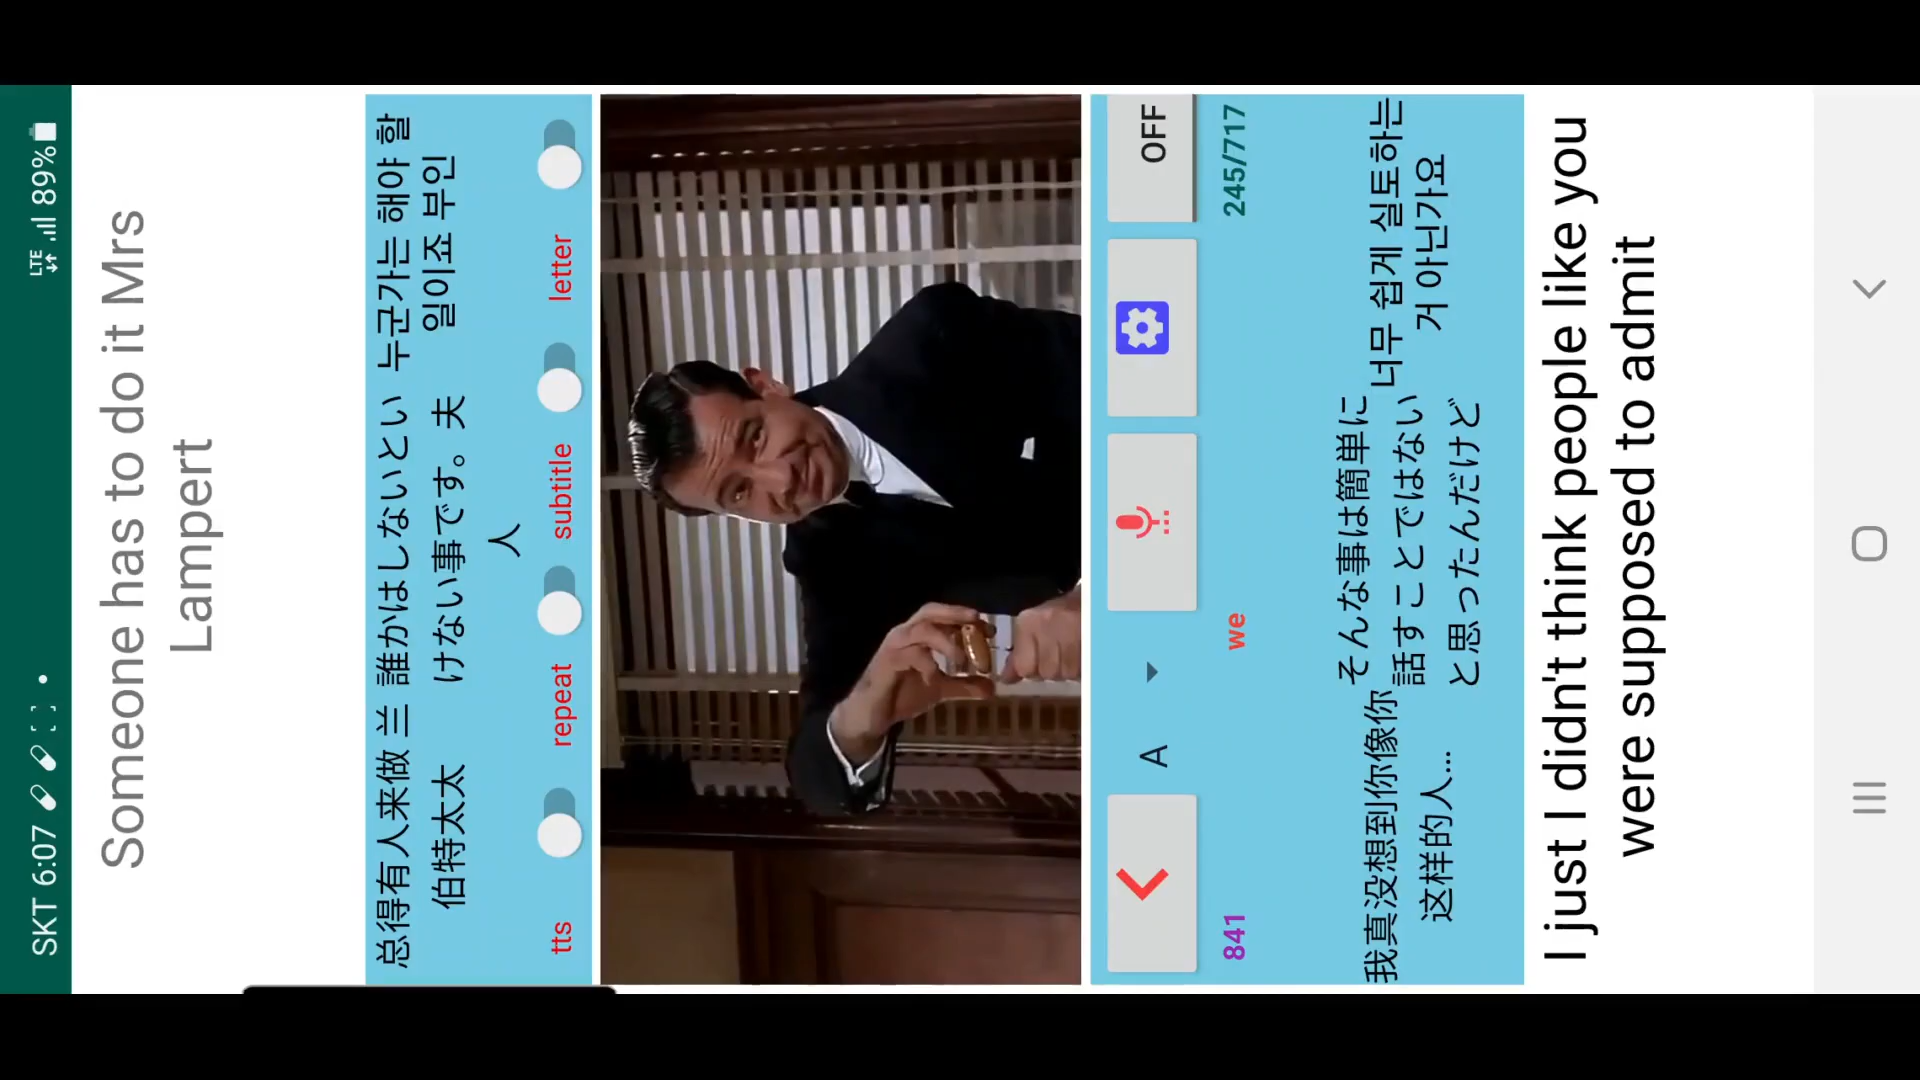 SKT 6:07
LTE
89%
Someone has to do it Mrs
Lampert
总得有人来做 兰
伯特太太
誰かはしないとい
けない事です。夫
人
누군가는 해야 할
일이죠 부인
tts
repeat
subtitle
letter
A
OFF
841
we
245/717
我真没想到你像你
这样的人...
そんな事は簡単に
話すことではない
と思ったんだけど
너무 쉽게 실토하는
거 아닌가요
I just I didn't think people like you
were supposed to admit